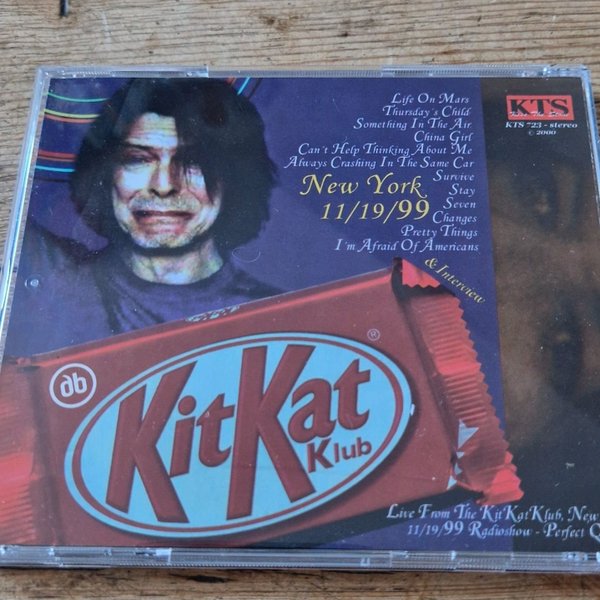 Life On Mars
Thursday's Child
Something In The Air
China Girl
Can't Help Thinking About Me
Always Crashing In The Same Car
Survive
Stay
Seven
Changes
Pretty Things
I'm Afraid Of Americans
& Interview
New York
11/19/99
KTS
KTS 723 - stereo
© 2000
ab
KitKat
®
Klub
Live From The KitKatKlub, New
11/19/99 Radioshow - Perfect Q